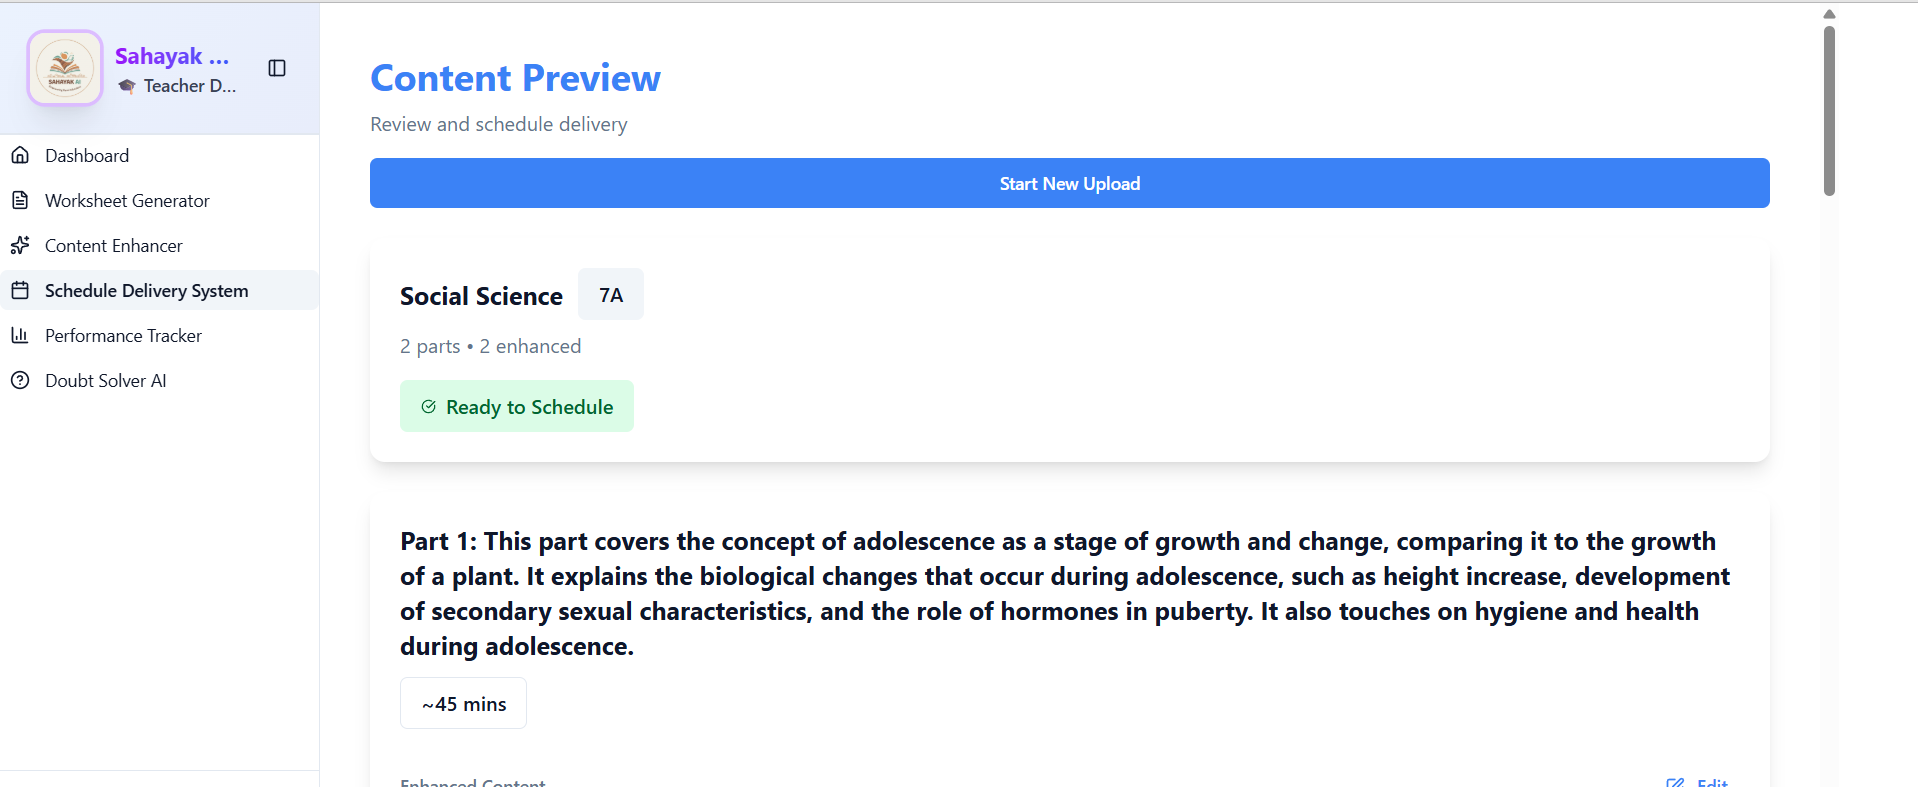 Sahayak ...
Teacher D...
Dashboard
Worksheet Generator
Content Enhancer
Schedule Delivery System
Performance Tracker
Doubt Solver AI
Content Preview
Review and schedule delivery
Start New Upload
Social Science 7A
2 parts • 2 enhanced
Ready to Schedule
Part 1: This part covers the concept of adolescence as a stage of growth and change, comparing it to the growth
of a plant. It explains the biological changes that occur during adolescence, such as height increase, development
of secondary sexual characteristics, and the role of hormones in puberty. It also touches on hygiene and health
during adolescence.
~45 mins
Enhanced Content
Edit